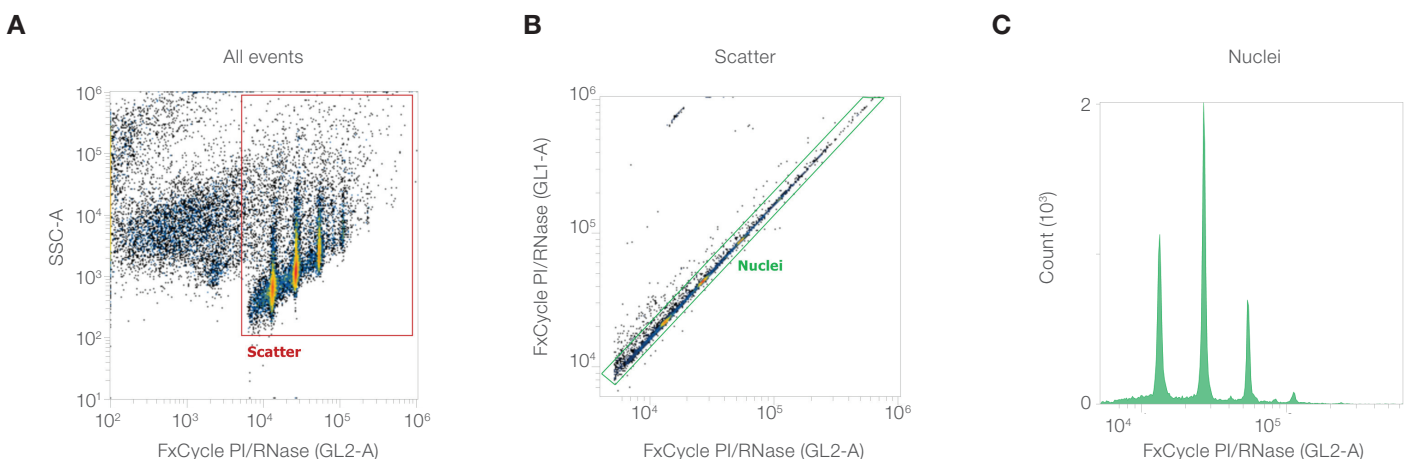 A
All events
SSC-A
10⁶
10⁵
10⁴
10³
10²
10¹
Scatter
10² 10³ 10⁴ 10⁵ 10⁶
FxCycle PI/RNase (GL2-A)
B
Scatter
FxCycle PI/RNase (GL1-A)
10⁶
10⁵
10⁴
Nuclei
10⁴ 10⁵ 10⁶
FxCycle PI/RNase (GL2-A)
C
Nuclei
Count (10³)
2
0
10⁴ 10⁵
FxCycle PI/RNase (GL2-A)